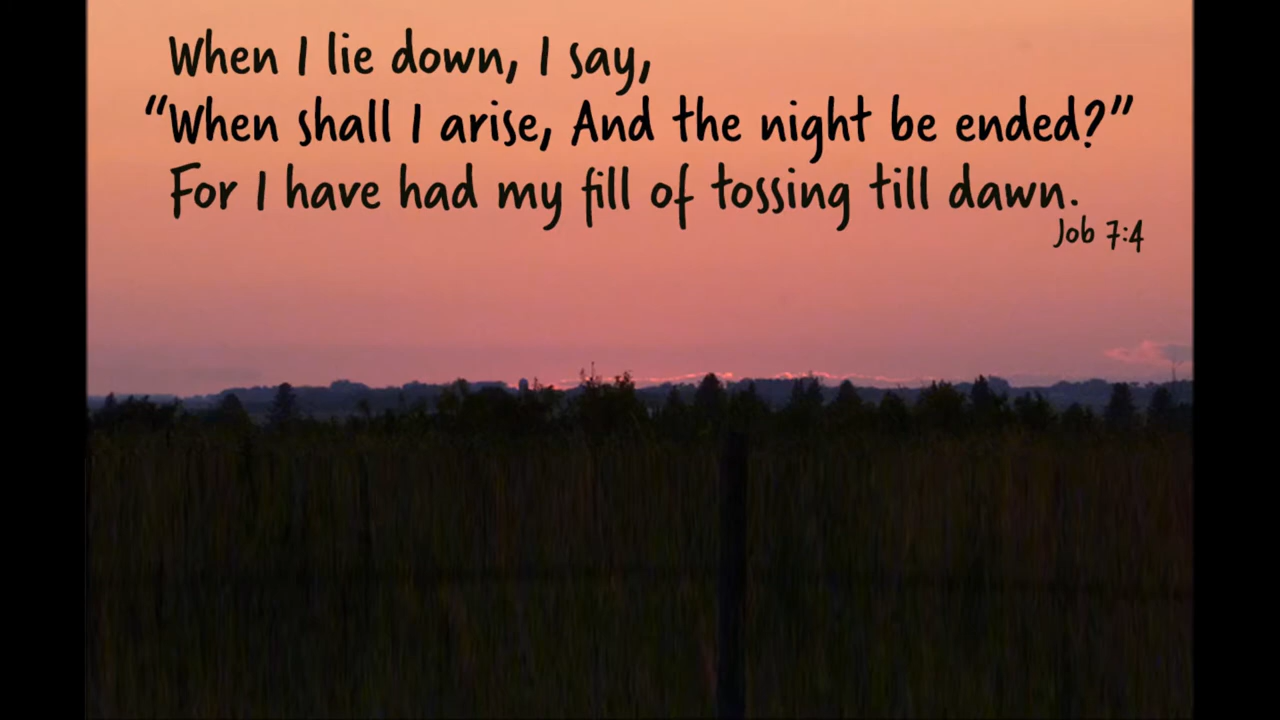 When I lie down, I say,
“When shall I arise, And the night be ended?”
For I have had my fill of tossing till dawn.
Job 7:4